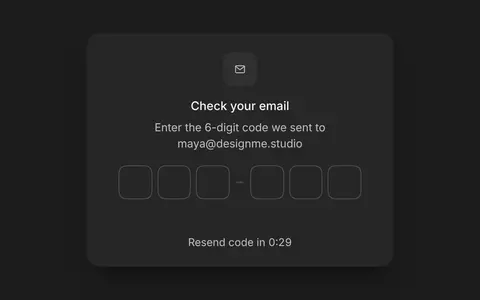 Check your email
Enter the 6-digit code we sent to
maya@designme.studio
–
Resend code in 0:29